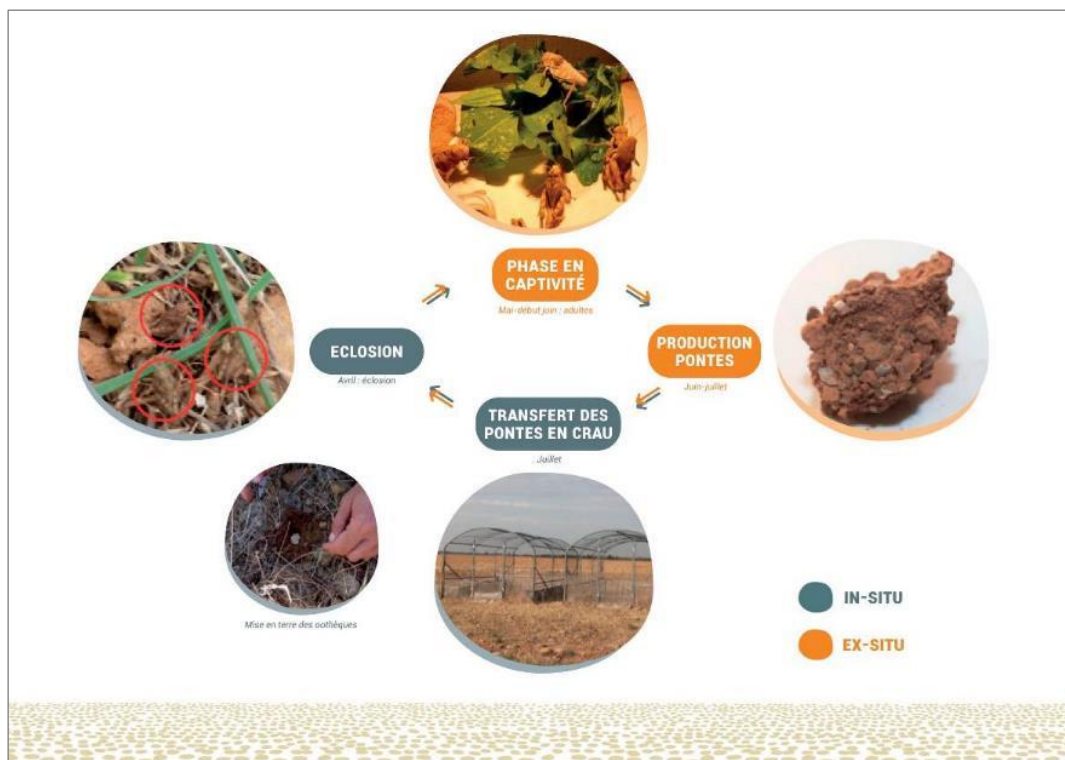 PHASE EN
CAPTIVITÉ
Mai-début juin : adultes
PRODUCTION
PONTES
Juin-juillet
ECLOSION
Avril : éclosion
TRANSFERT DES
PONTES EN CRAU
: Juillet
Mise en terre des oothèques
IN-SITU
EX-SITU